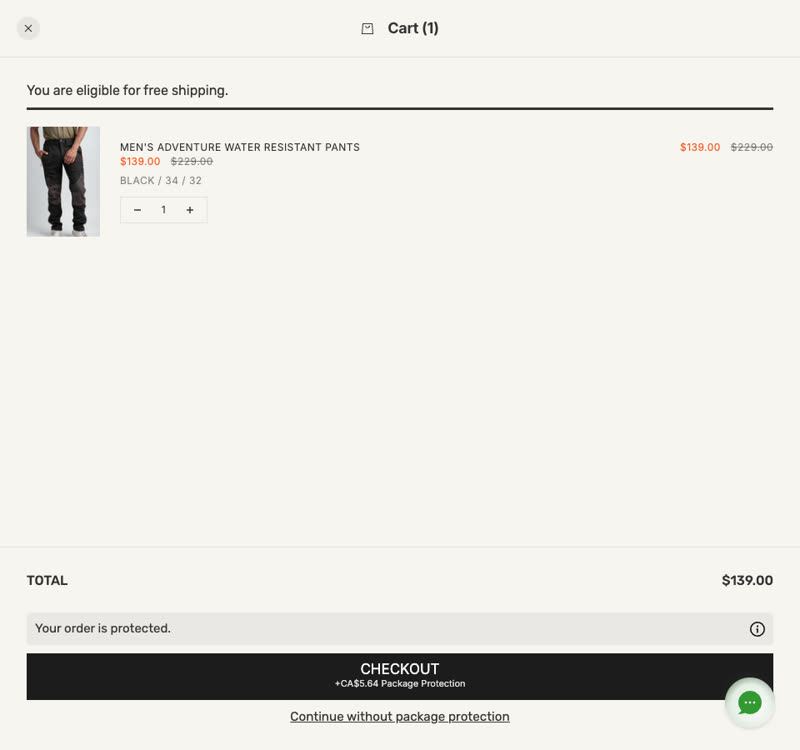 Cart (1)
You are eligible for free shipping.
MEN'S ADVENTURE WATER RESISTANT PANTS
$139.00 $229.00
$139.00 $229.00
BLACK / 34 / 32
− 1 +
TOTAL
$139.00
Your order is protected.
CHECKOUT
+CA$5.64 Package Protection
Continue without package protection